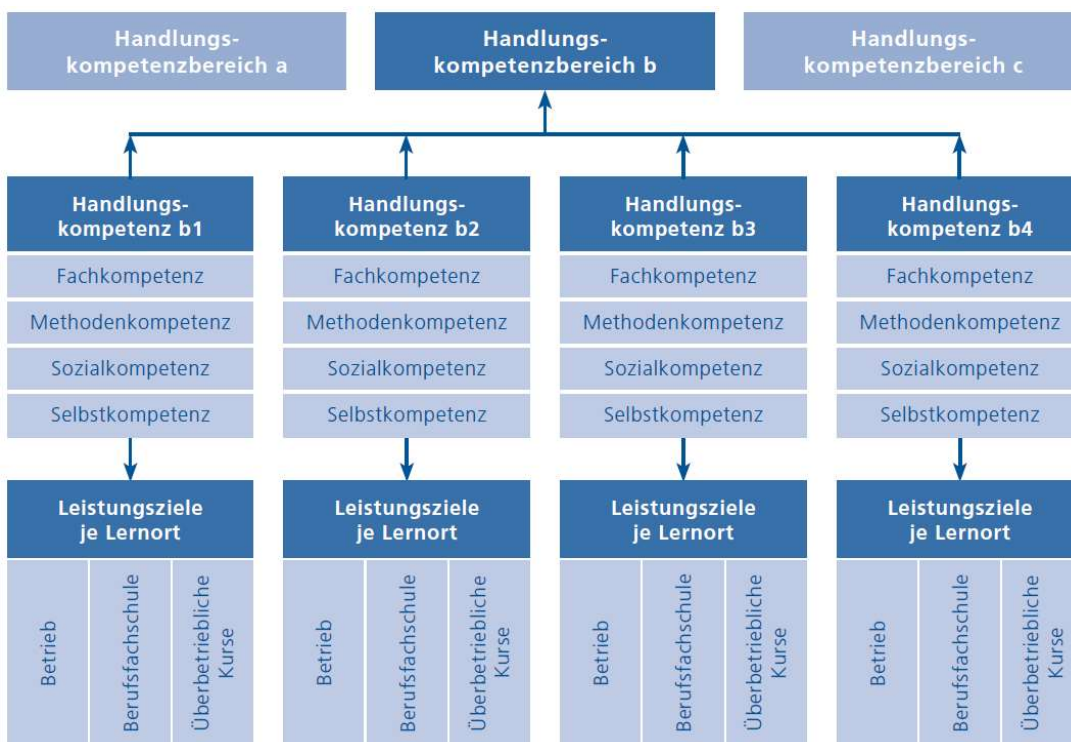 Handlungs-
kompetenzbereich a
Handlungs-
kompetenzbereich b
Handlungs-
kompetenzbereich c
Handlungs-
kompetenz b1
Fachkompetenz
Methodenkompetenz
Sozialkompetenz
Selbstkompetenz
Leistungsziele
je Lernort
Betrieb
Berufsfachschule
Überbetriebliche
Kurse
Handlungs-
kompetenz b2
Fachkompetenz
Methodenkompetenz
Sozialkompetenz
Selbstkompetenz
Leistungsziele
je Lernort
Betrieb
Berufsfachschule
Überbetriebliche
Kurse
Handlungs-
kompetenz b3
Fachkompetenz
Methodenkompetenz
Sozialkompetenz
Selbstkompetenz
Leistungsziele
je Lernort
Betrieb
Berufsfachschule
Überbetriebliche
Kurse
Handlungs-
kompetenz b4
Fachkompetenz
Methodenkompetenz
Sozialkompetenz
Selbstkompetenz
Leistungsziele
je Lernort
Betrieb
Berufsfachschule
Überbetriebliche
Kurse